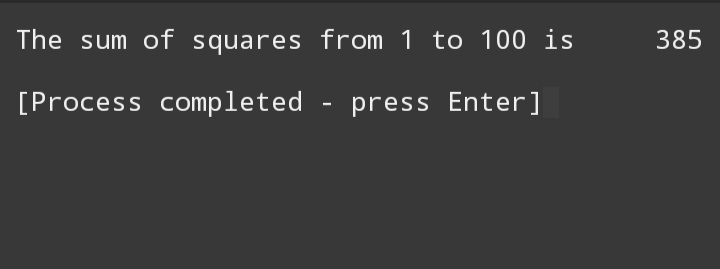 The sum of squares from 1 to 100 is     385
[Process completed - press Enter]